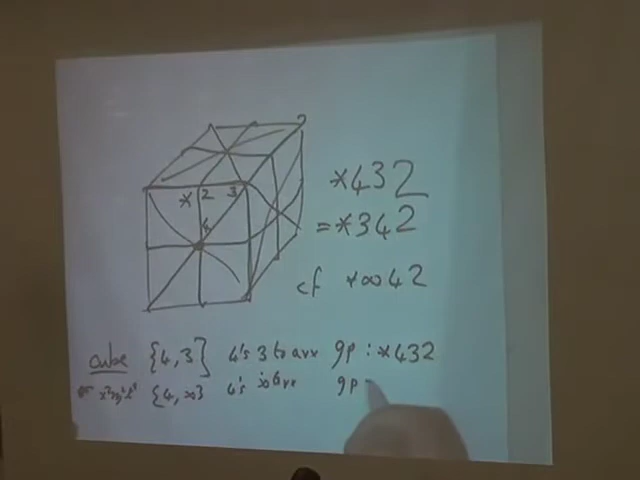 *432
* 2 3
= *342
4
cf *∞42
cube {4,3} 4's 3 to a vx gp : *432
{4,∞} 4's ∞ to a vx gp